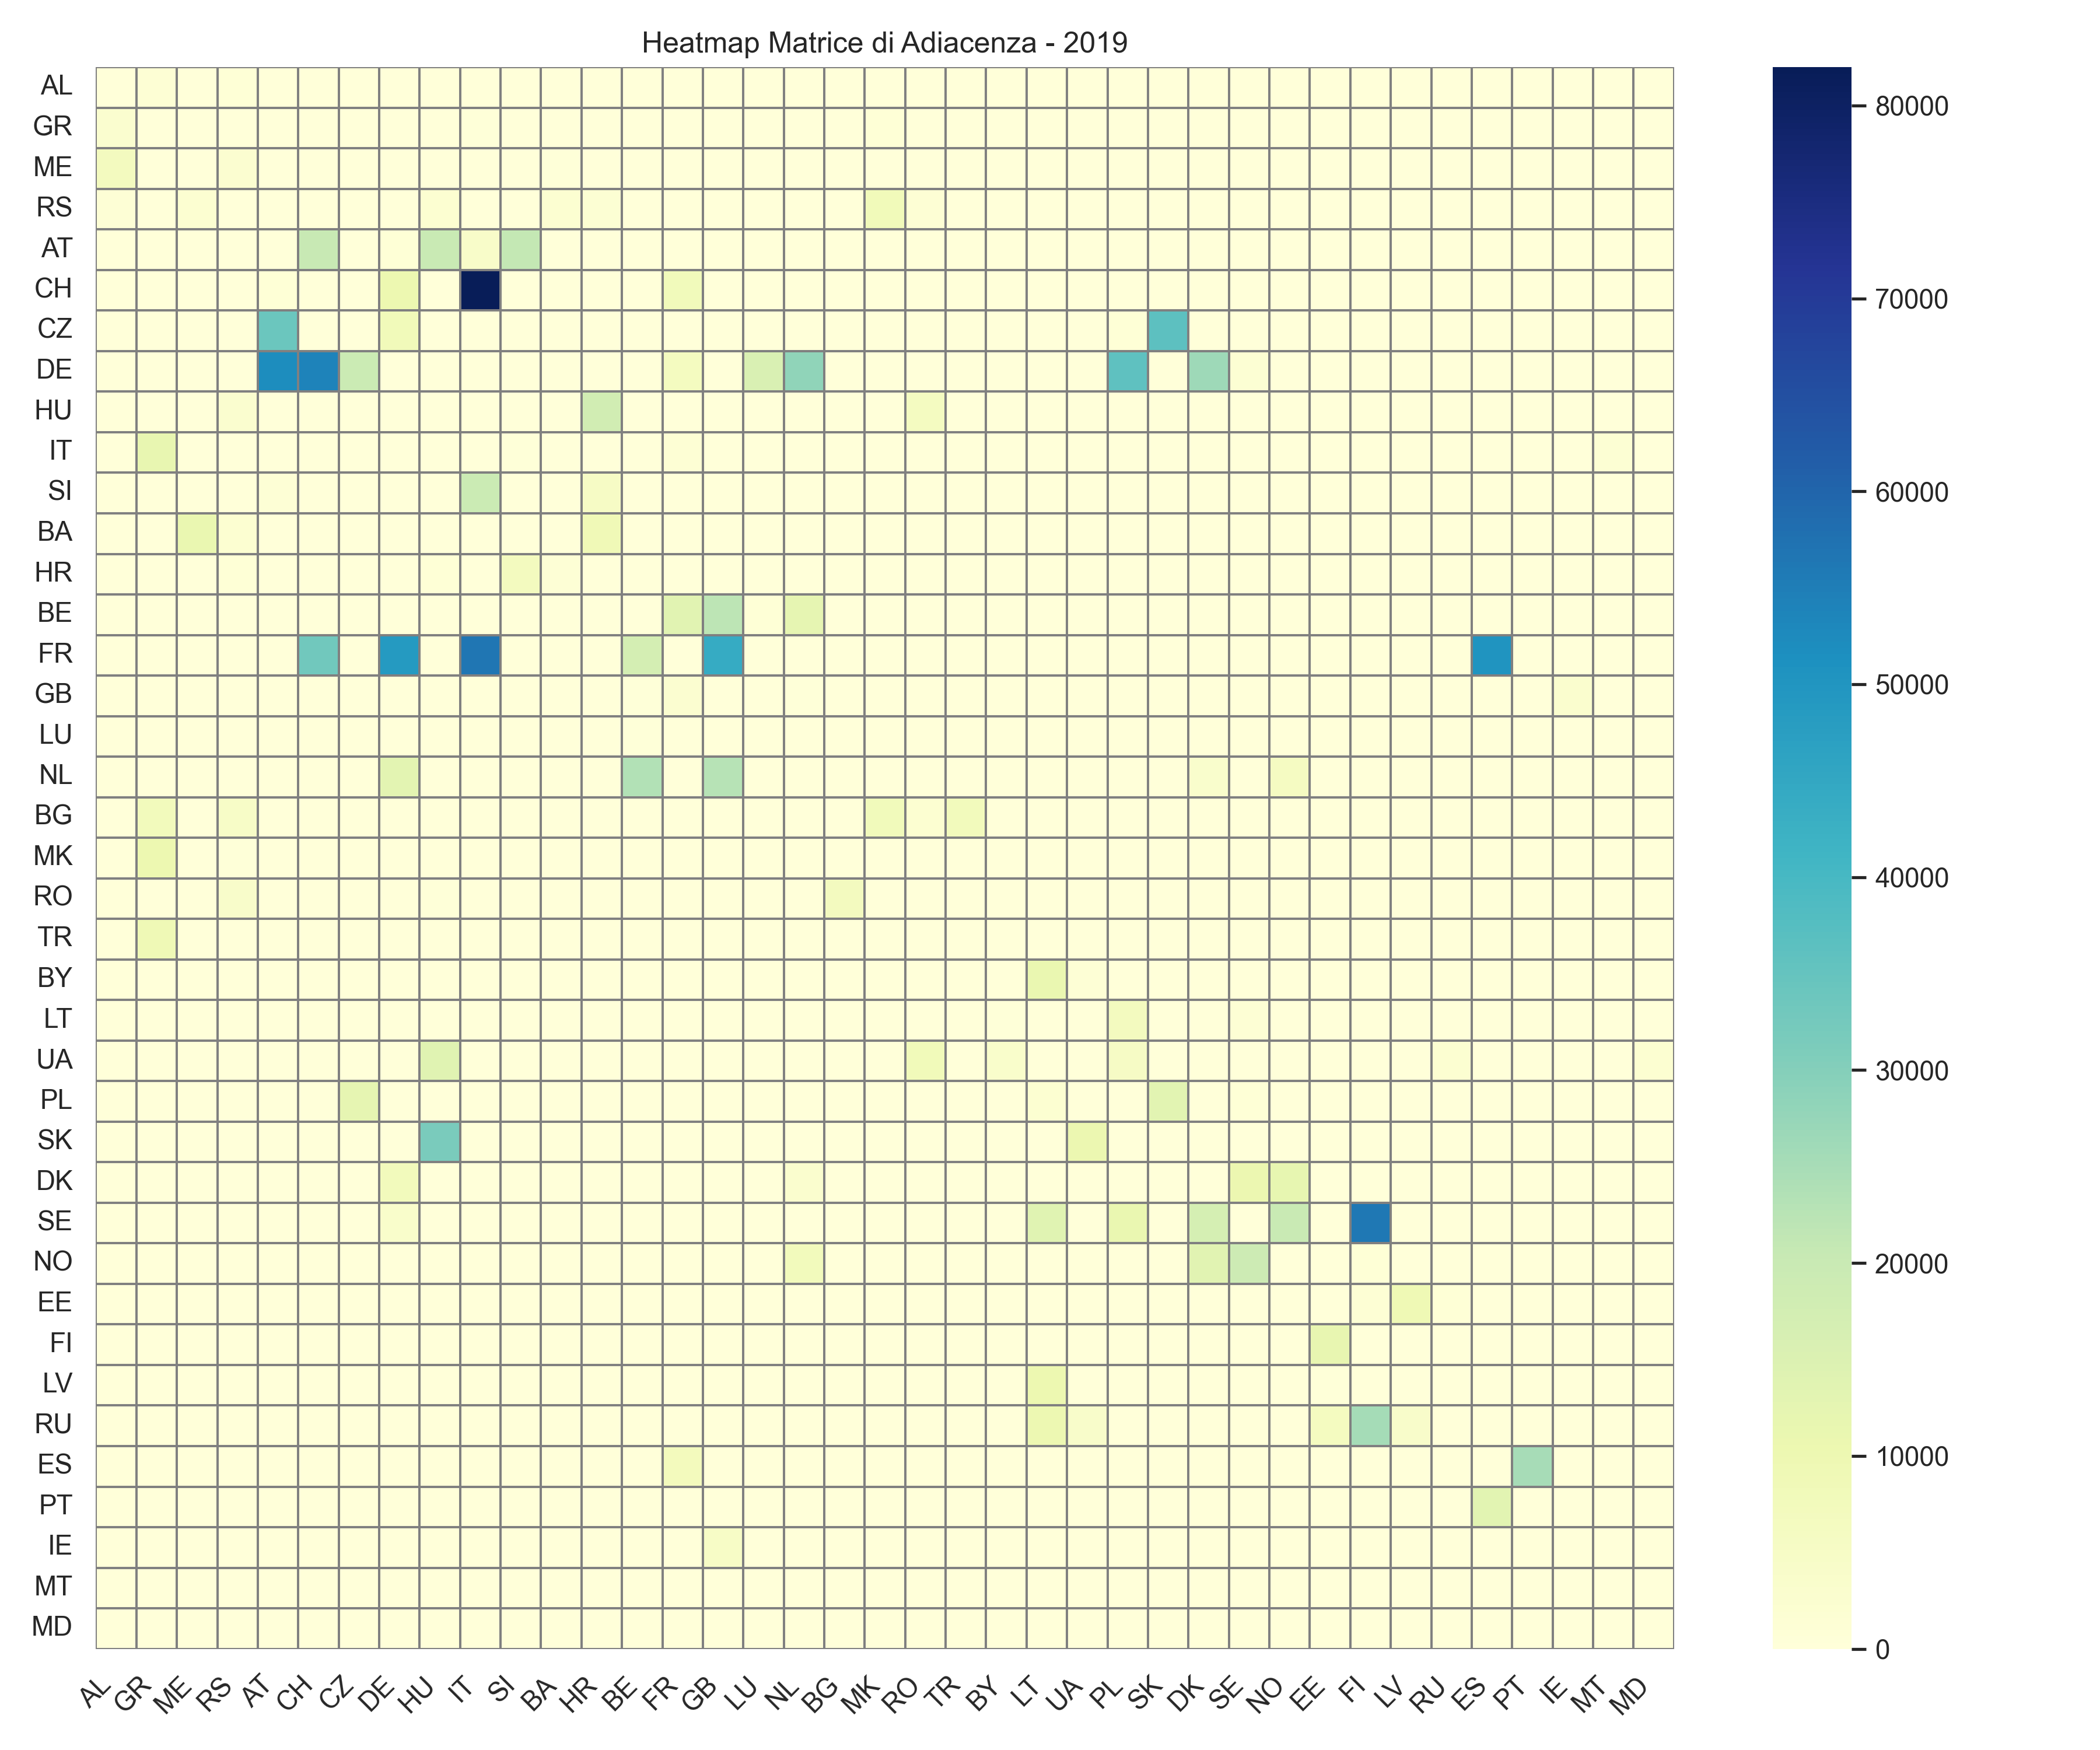 Heatmap Matrice di Adiacenza - 2019
AL
GR
ME
RS
AT
CH
CZ
DE
HU
IT
SI
BA
HR
BE
FR
GB
LU
NL
BG
MK
RO
TR
BY
LT
UA
PL
SK
DK
SE
NO
EE
FI
LV
RU
ES
PT
IE
MT
MD
AL GR ME RS AT CH CZ DE HU IT SI BA HR BE FR GB LU NL BG MK RO TR BY LT UA PL SK DK SE NO EE FI LV RU ES PT IE MT MD
80000
70000
60000
50000
40000
30000
20000
10000
0